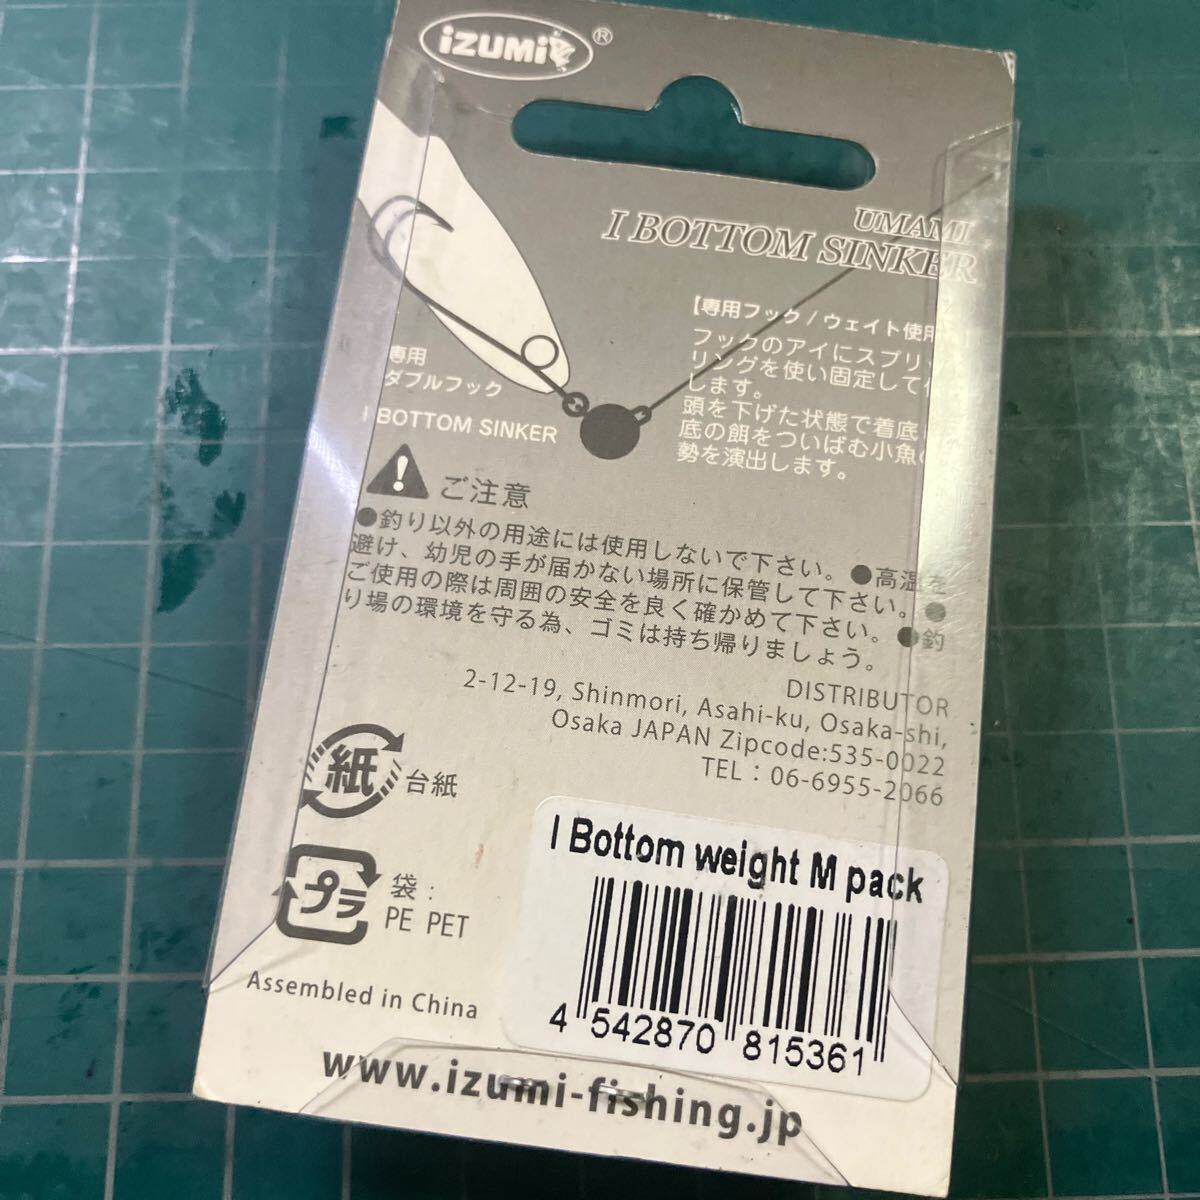 izumi®
UMAMI
I BOTTOM SINKER
【専用フック/ウェイト使用
フックのアイにスプリッ
リングを使い固定して
します。
頭を下げた状態で着底
底の餌をついばむ小魚の
勢を演出します。
専用
ダブルフック
I BOTTOM SINKER
ご注意
●釣り以外の用途には使用しないで下さい。●高温を
避け、幼児の手が届かない場所に保管して下さい。●
ご使用の際は周囲の安全を良く確かめて下さい。●釣
り場の環境を守る為、ゴミは持ち帰りましょう。
DISTRIBUTOR
2-12-19, Shinmori, Asahi-ku, Osaka-shi,
Osaka JAPAN Zipcode:535-0022
TEL：06-6955-2066
紙 台紙
プラ 袋：
PE PET
I Bottom weight M pack
4 542870 815361
Assembled in China
www.izumi-fishing.jp